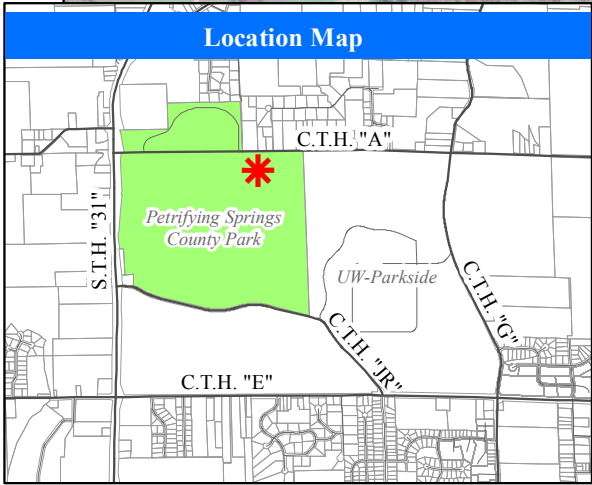 Location Map
C.T.H. "A"
S.T.H. "31"
Petrifying Springs
County Park
UW-Parkside
C.T.H. "G"
C.T.H. "JR"
C.T.H. "E"